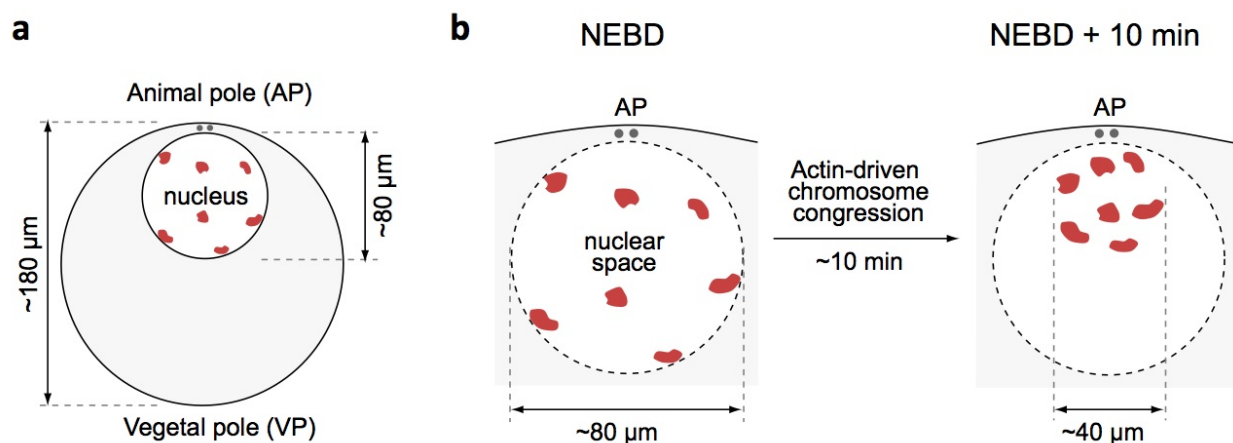 a
Animal pole (AP)
nucleus
~80 µm
~180 µm
Vegetal pole (VP)
b
NEBD
AP
nuclear
space
~80 µm
Actin-driven
chromosome
congression
~10 min
NEBD + 10 min
AP
~40 µm